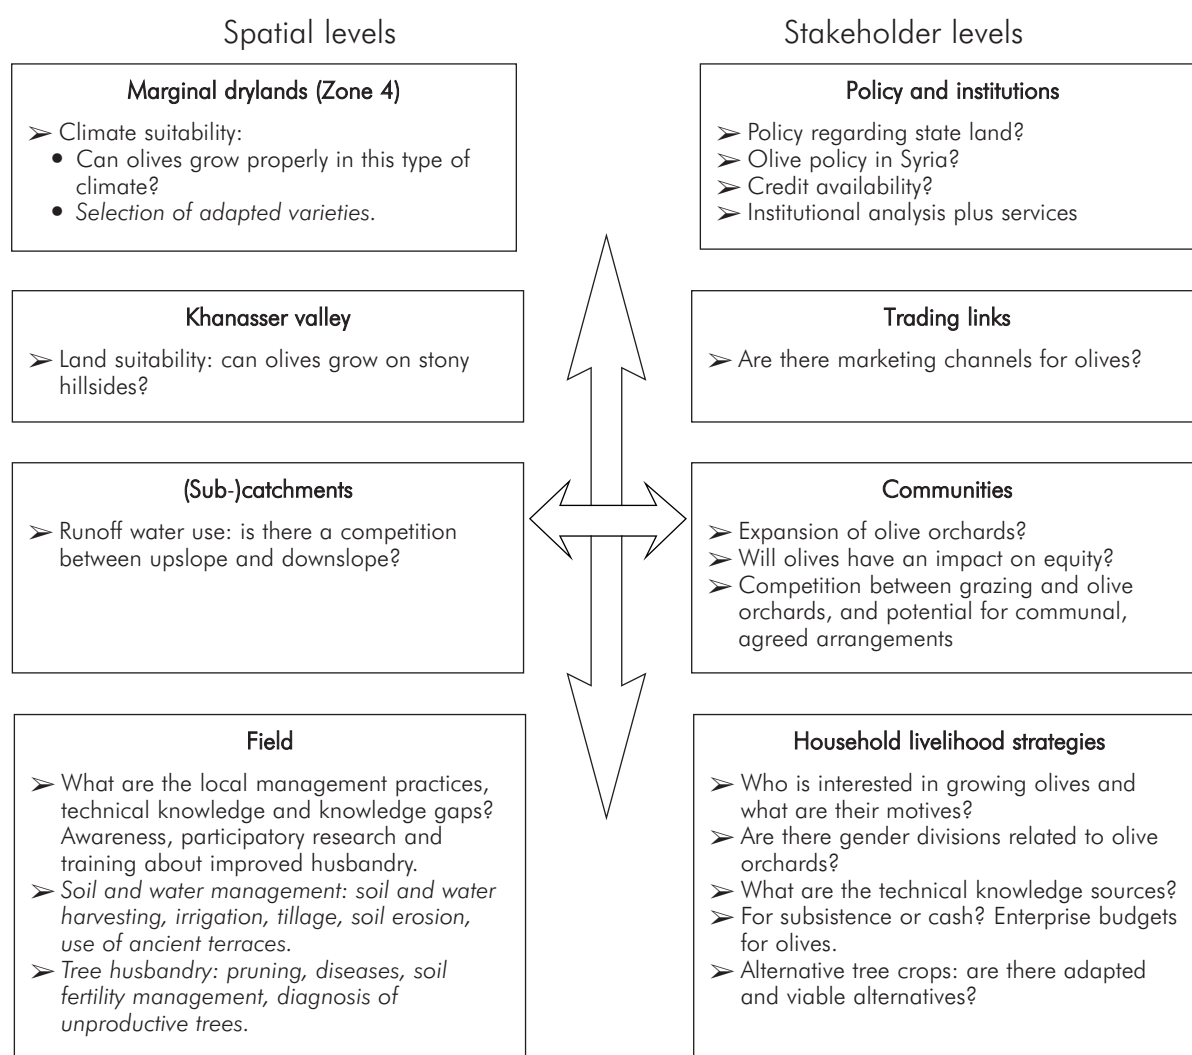 Spatial levels
Marginal drylands (Zone 4)
➢ Climate suitability:
• Can olives grow properly in this type of
climate?
• Selection of adapted varieties.
Khanasser valley
➢ Land suitability: can olives grow on stony
hillsides?
(Sub-)catchments
➢ Runoff water use: is there a competition
between upslope and downslope?
Field
➢ What are the local management practices,
technical knowledge and knowledge gaps?
Awareness, participatory research and
training about improved husbandry.
➢ Soil and water management: soil and water
harvesting, irrigation, tillage, soil erosion,
use of ancient terraces.
➢ Tree husbandry: pruning, diseases, soil
fertility management, diagnosis of
unproductive trees.
Stakeholder levels
Policy and institutions
➢ Policy regarding state land?
➢ Olive policy in Syria?
➢ Credit availability?
➢ Institutional analysis plus services
Trading links
➢ Are there marketing channels for olives?
Communities
➢ Expansion of olive orchards?
➢ Will olives have an impact on equity?
➢ Competition between grazing and olive
orchards, and potential for communal,
agreed arrangements
Household livelihood strategies
➢ Who is interested in growing olives and
what are their motives?
➢ Are there gender divisions related to olive
orchards?
➢ What are the technical knowledge sources?
➢ For subsistence or cash? Enterprise budgets
for olives.
➢ Alternative tree crops: are there adapted
and viable alternatives?